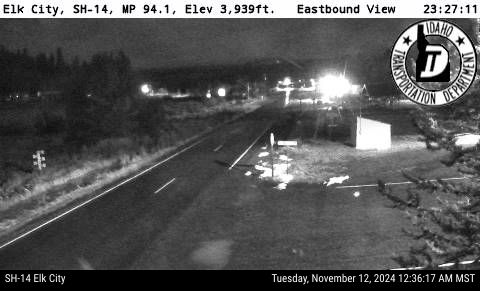 Elk City, SH-14, MP 94.1, Elev 3,939ft. Eastbound View 23:27:11
IDAHO
TRANSPORTATION DEPARTMENT
SH-14 Elk City Tuesday, November 12, 2024 12:36:17 AM MST